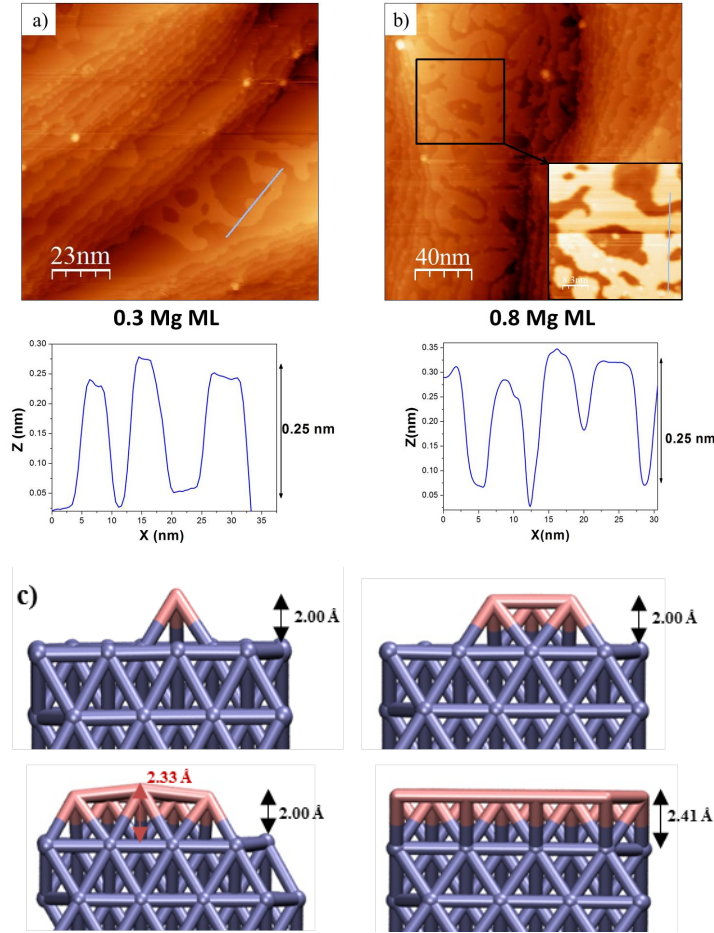 a)
b)
23nm
40nm
8.3nm
0.3 Mg ML
0.8 Mg ML
0.30
0.25
0.20
0.15
0.10
0.05
Z (nm)
0 5 10 15 20 25 30 35
X (nm)
0.25 nm
0.35
0.30
0.25
0.20
0.15
0.10
0.05
Z(nm)
0 5 10 15 20 25 30
X(nm)
0.25 nm
c)
2.00 Å
2.00 Å
2.33 Å
2.00 Å
2.41 Å